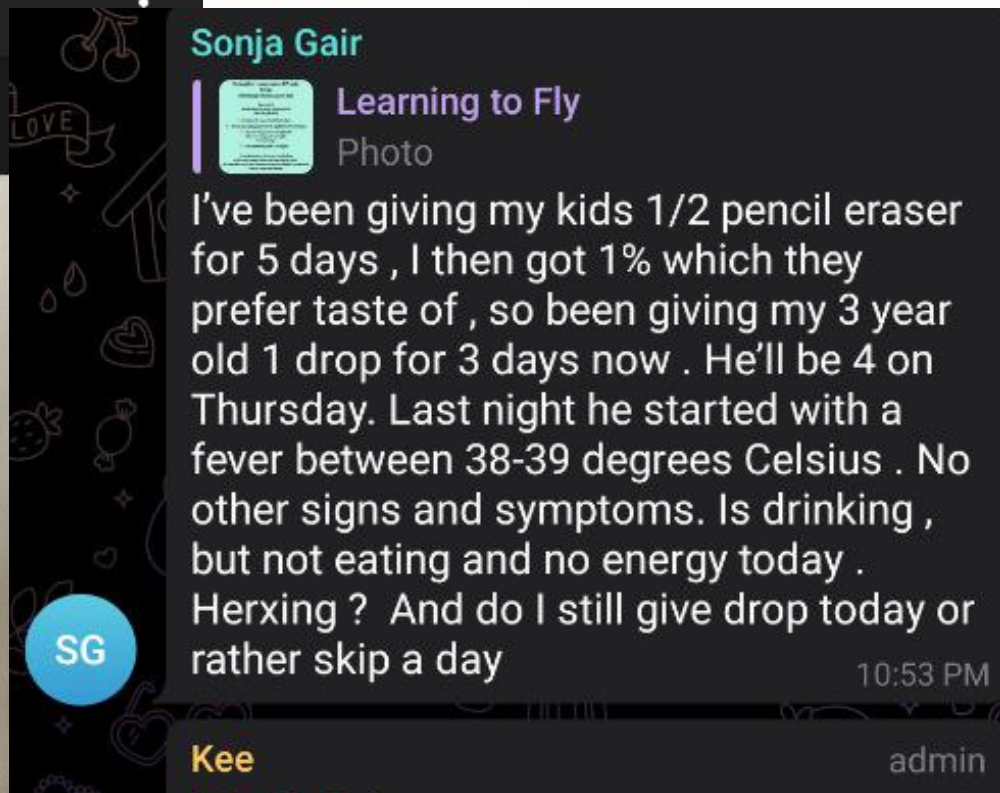 Sonja Gair
Learning to Fly
Photo
I've been giving my kids 1/2 pencil eraser
for 5 days , I then got 1% which they
prefer taste of , so been giving my 3 year
old 1 drop for 3 days now . He'll be 4 on
Thursday. Last night he started with a
fever between 38-39 degrees Celsius . No
other signs and symptoms. Is drinking ,
but not eating and no energy today .
Herxing ? And do I still give drop today or
rather skip a day
10:53 PM
SG
Kee admin
LOVE